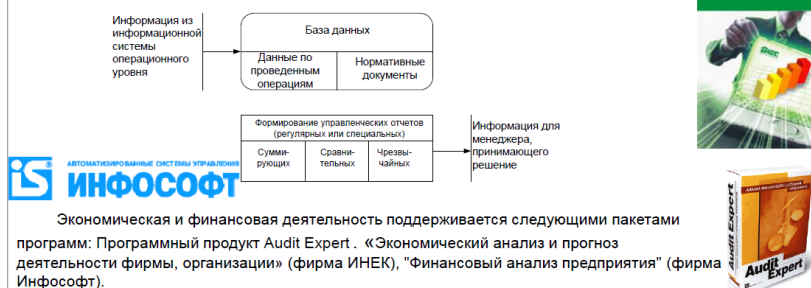 Информация из
информационной
системы
операционного
уровня
База данных
Данные по
проведенным
операциям
Нормативные
документы
Формирование управленческих отчетов
(регулярных или специальных)
Сумми-
рующих
Сравни-
тельных
Чрезвы-
чайных
Информация для
менеджера,
принимающего
решение
АВТОМАТИЗИРОВАННЫЕ СИСТЕМЫ УПРАВЛЕНИЯ
ИНФОСОФТ
Экономическая и финансовая деятельность поддерживается следующими пакетами
программ: Программный продукт Audit Expert . «Экономический анализ и прогноз
деятельности фирмы, организации» (фирма ИНЕК), "Финансовый анализ предприятия" (фирма
Инфософт).
Audit Expert
Audit
Expert